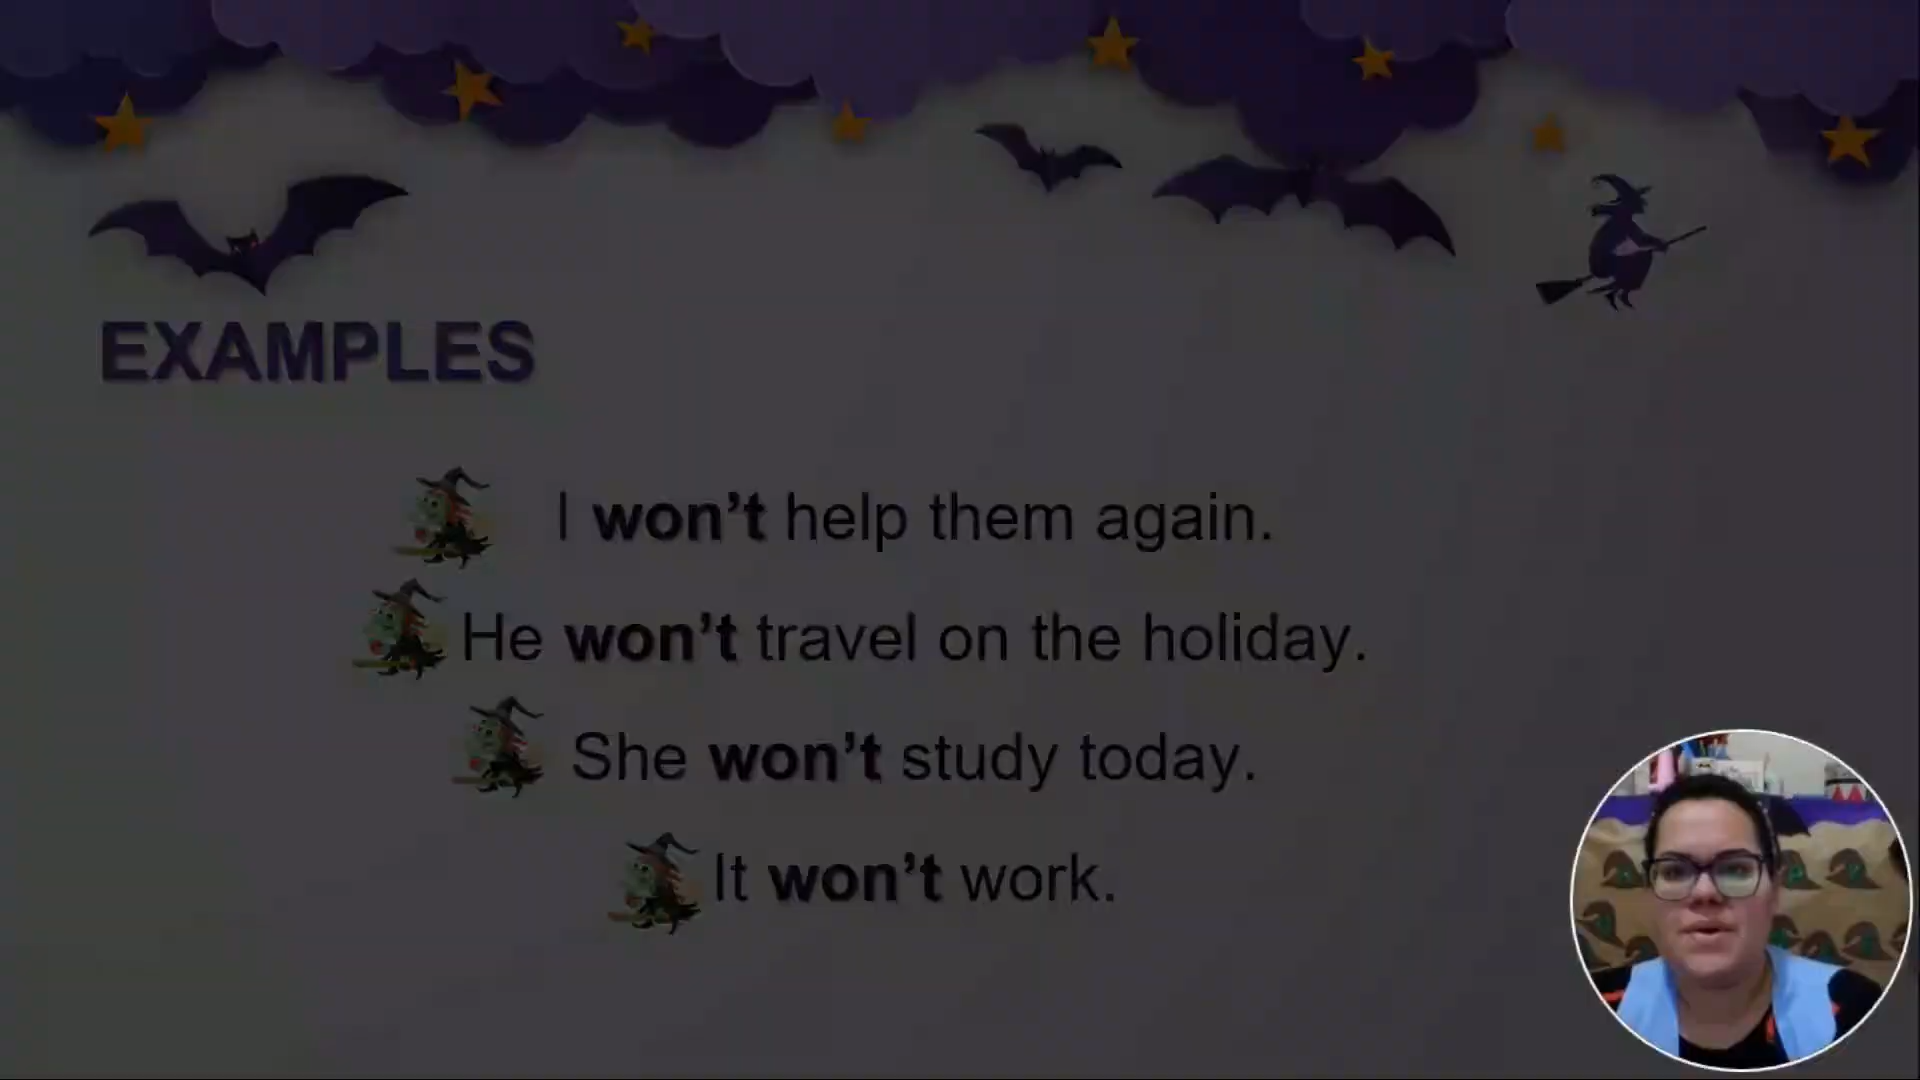 EXAMPLES
I won’t help them again.
He won’t travel on the holiday.
She won’t study today.
It won’t work.